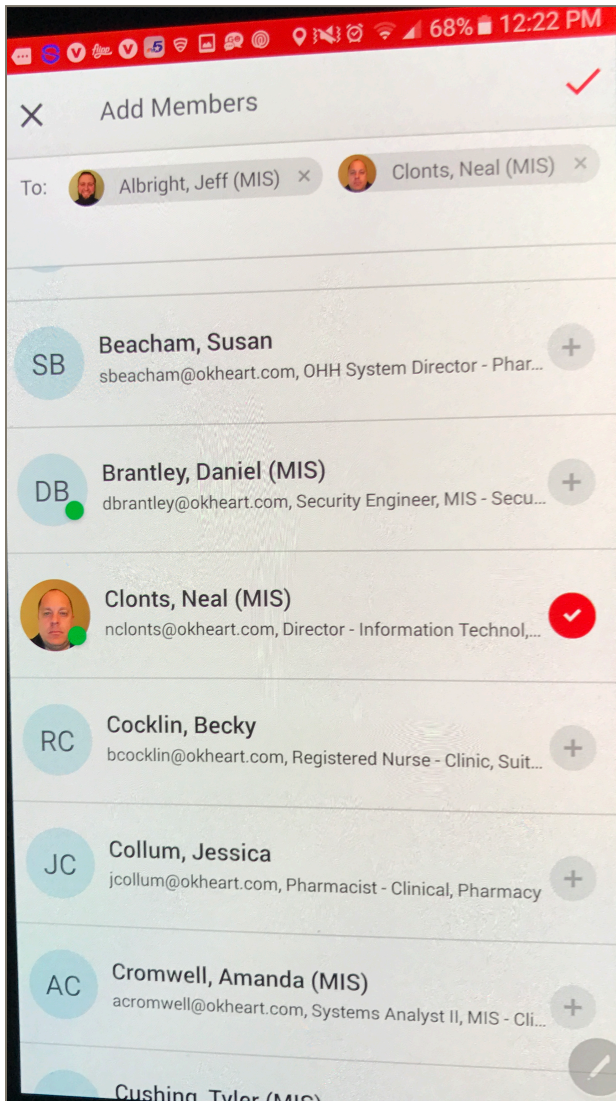 68% 12:22 PM
Add Members
To: Albright, Jeff (MIS) × Clonts, Neal (MIS) ×
SB Beacham, Susan
sbeacham@okheart.com, OHH System Director - Phar...
DB Brantley, Daniel (MIS)
dbrantley@okheart.com, Security Engineer, MIS - Secu...
Clonts, Neal (MIS)
nclonts@okheart.com, Director - Information Technol,...
RC Cocklin, Becky
bcocklin@okheart.com, Registered Nurse - Clinic, Suit...
JC Collum, Jessica
jcollum@okheart.com, Pharmacist - Clinical, Pharmacy
AC Cromwell, Amanda (MIS)
acromwell@okheart.com, Systems Analyst II, MIS - Cli...
Cushing, Tyler (MIS)